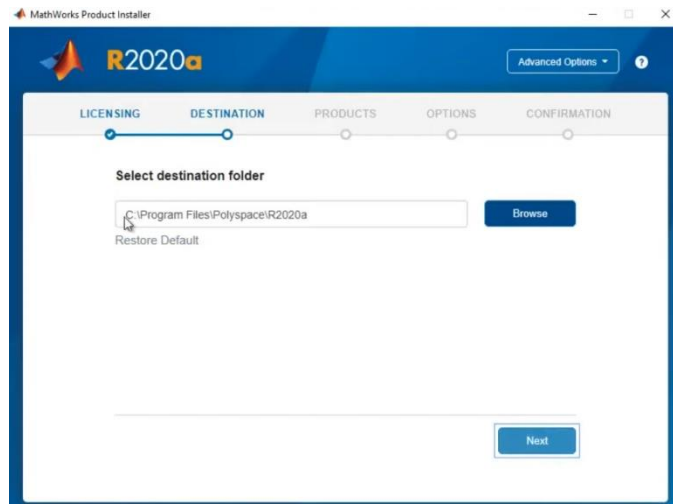 MathWorks Product Installer
R2020a
Advanced Options
?
LICENSING DESTINATION PRODUCTS OPTIONS CONFIRMATION
Select destination folder
C:\Program Files\Polyspace\R2020a
Browse
Restore Default
Next